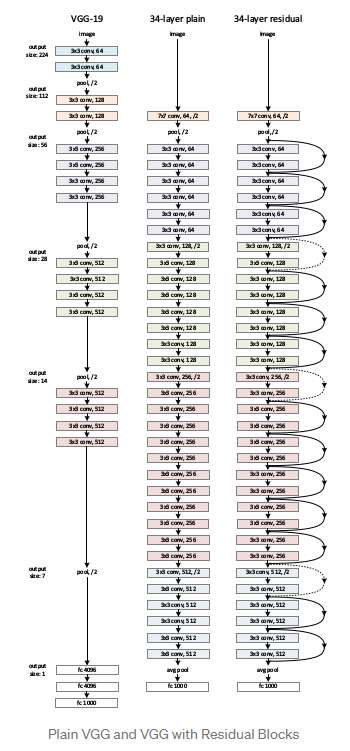 VGG-19
image
output
size: 224
3x3 conv, 64
3x3 conv, 64
pool, /2
output
size: 112
3x3 conv, 128
3x3 conv, 128
pool, /2
output
size: 56
3x3 conv, 256
3x3 conv, 256
3x3 conv, 256
3x3 conv, 256
pool, /2
output
size: 28
3x3 conv, 512
3x3 conv, 512
3x3 conv, 512
3x3 conv, 512
pool, /2
output
size: 14
3x3 conv, 512
3x3 conv, 512
3x3 conv, 512
3x3 conv, 512
pool, /2
output
size: 7
output
size: 1
fc 4096
fc 4096
fc 1000
34-layer plain
image
7x7 conv, 64, /2
pool, /2
3x3 conv, 64
3x3 conv, 64
3x3 conv, 64
3x3 conv, 64
3x3 conv, 64
3x3 conv, 64
3x3 conv, 128, /2
3x3 conv, 128
3x3 conv, 128
3x3 conv, 128
3x3 conv, 128
3x3 conv, 128
3x3 conv, 128
3x3 conv, 128
3x3 conv, 256, /2
3x3 conv, 256
3x3 conv, 256
3x3 conv, 256
3x3 conv, 256
3x3 conv, 256
3x3 conv, 256
3x3 conv, 256
3x3 conv, 256
3x3 conv, 256
3x3 conv, 256
3x3 conv, 256
3x3 conv, 512, /2
3x3 conv, 512
3x3 conv, 512
3x3 conv, 512
3x3 conv, 512
3x3 conv, 512
avg pool
fc 1000
34-layer residual
image
7x7 conv, 64, /2
pool, /2
3x3 conv, 64
3x3 conv, 64
3x3 conv, 64
3x3 conv, 64
3x3 conv, 64
3x3 conv, 64
3x3 conv, 128, /2
3x3 conv, 128
3x3 conv, 128
3x3 conv, 128
3x3 conv, 128
3x3 conv, 128
3x3 conv, 128
3x3 conv, 128
3x3 conv, 256, /2
3x3 conv, 256
3x3 conv, 256
3x3 conv, 256
3x3 conv, 256
3x3 conv, 256
3x3 conv, 256
3x3 conv, 256
3x3 conv, 256
3x3 conv, 256
3x3 conv, 256
3x3 conv, 256
3x3 conv, 512, /2
3x3 conv, 512
3x3 conv, 512
3x3 conv, 512
3x3 conv, 512
3x3 conv, 512
avg pool
fc 1000
Plain VGG and VGG with Residual Blocks